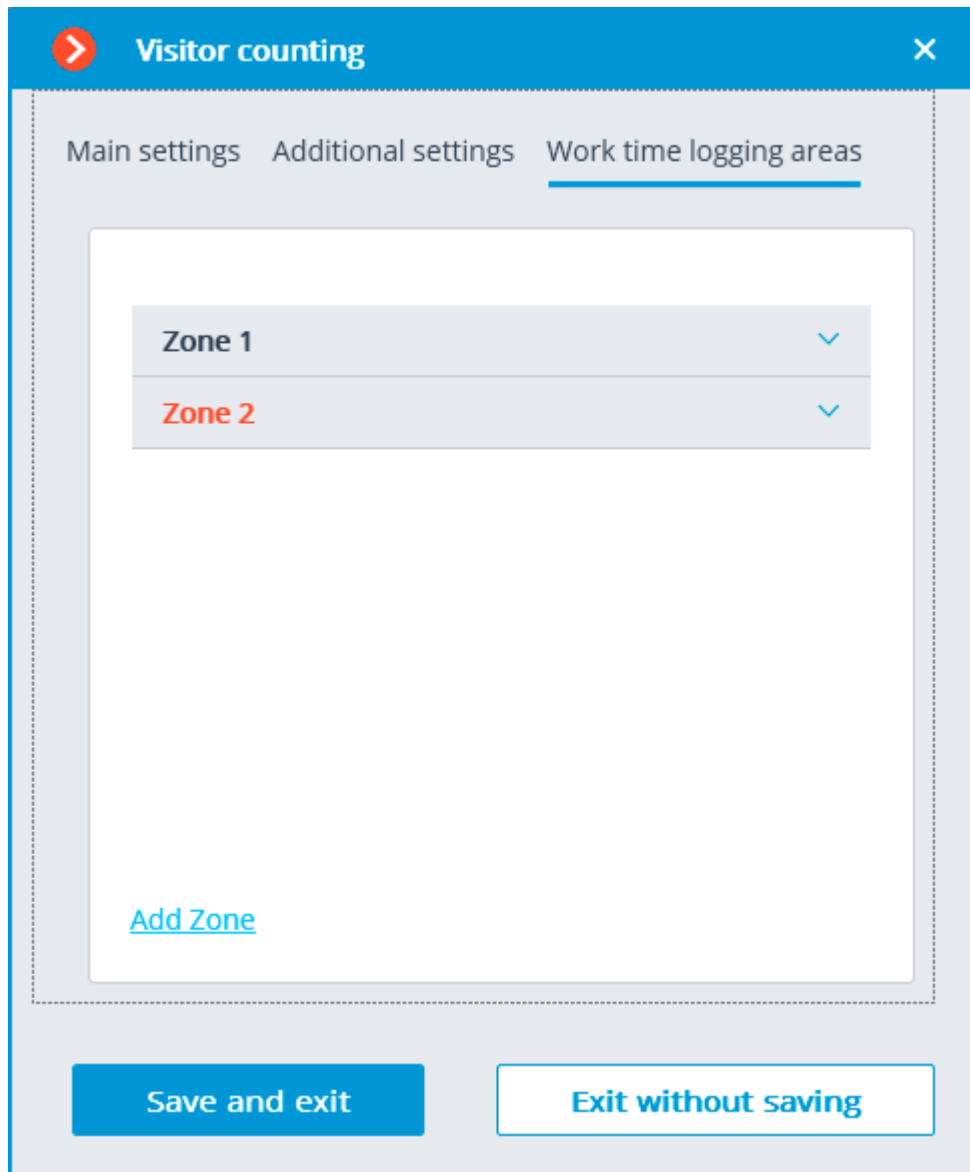 Visitor counting
Main settings Additional settings Work time logging areas
Zone 1
Zone 2
Add Zone
Save and exit Exit without saving